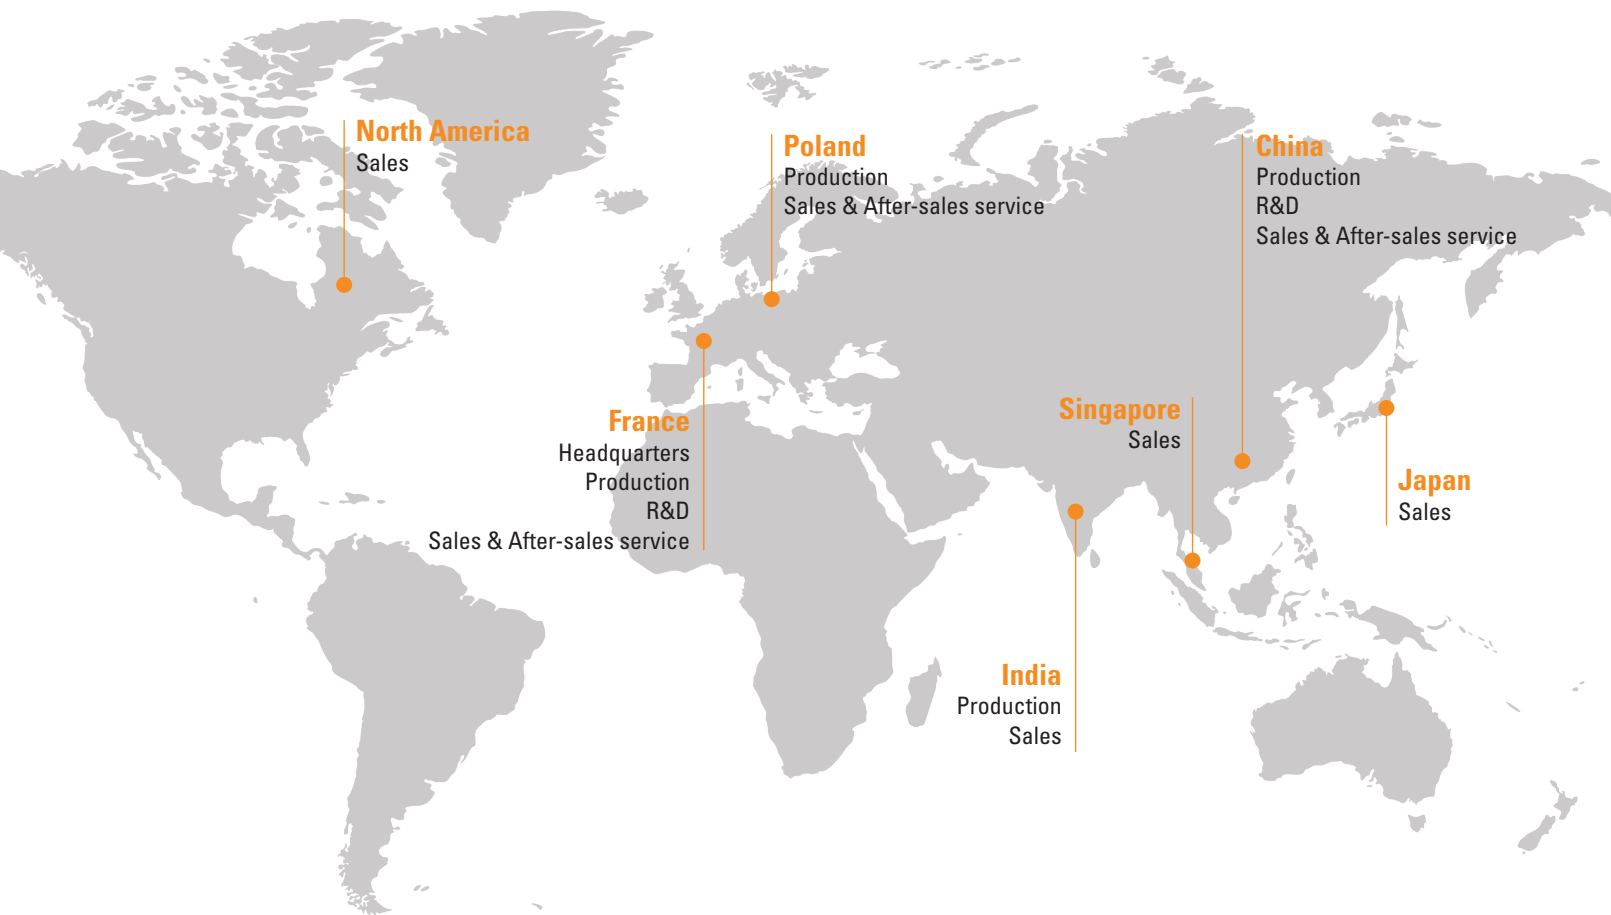 North America
Sales
Poland
Production
Sales & After-sales service
China
Production
R&D
Sales & After-sales service
France
Headquarters
Production
R&D
Sales & After-sales service
Singapore
Sales
Japan
Sales
India
Production
Sales